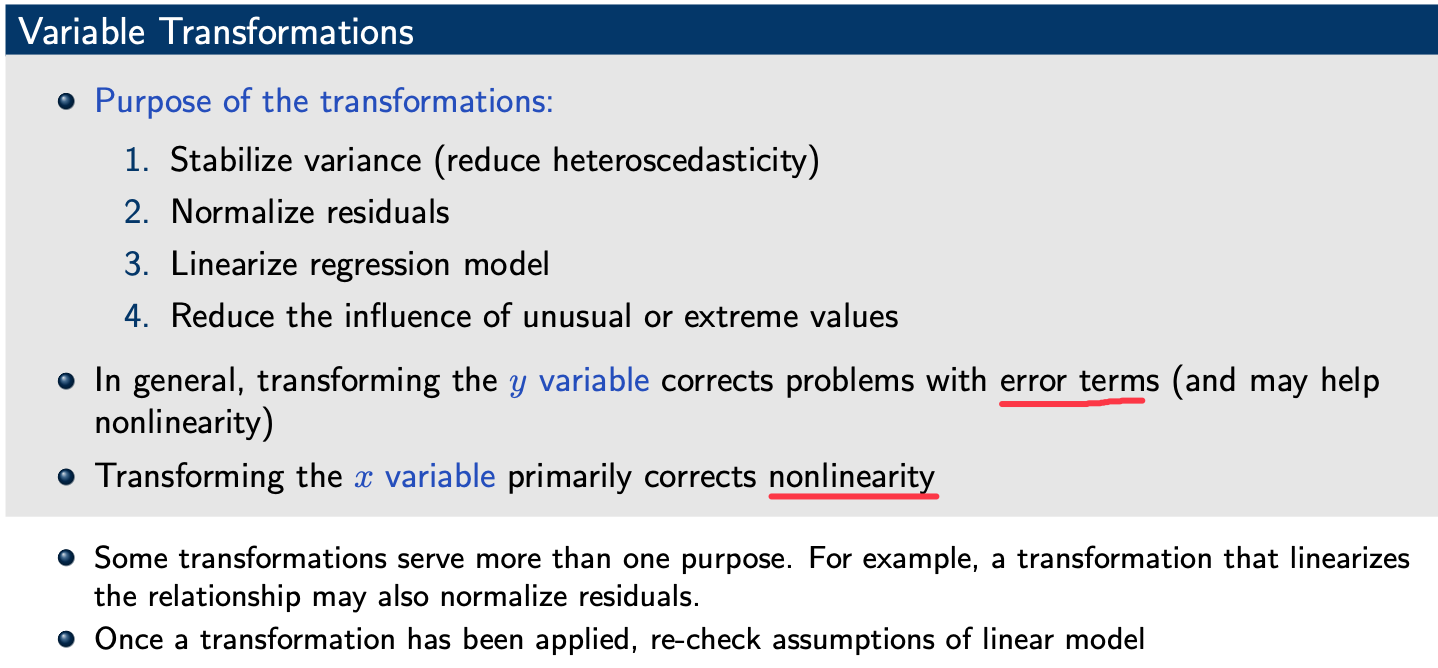 Variable Transformations
Purpose of the transformations:
1. Stabilize variance (reduce heteroscedasticity)
2. Normalize residuals
3. Linearize regression model
4. Reduce the influence of unusual or extreme values
In general, transforming the y variable corrects problems with error terms (and may help
nonlinearity)
Transforming the x variable primarily corrects nonlinearity
Some transformations serve more than one purpose. For example, a transformation that linearizes
the relationship may also normalize residuals.
Once a transformation has been applied, re-check assumptions of linear model